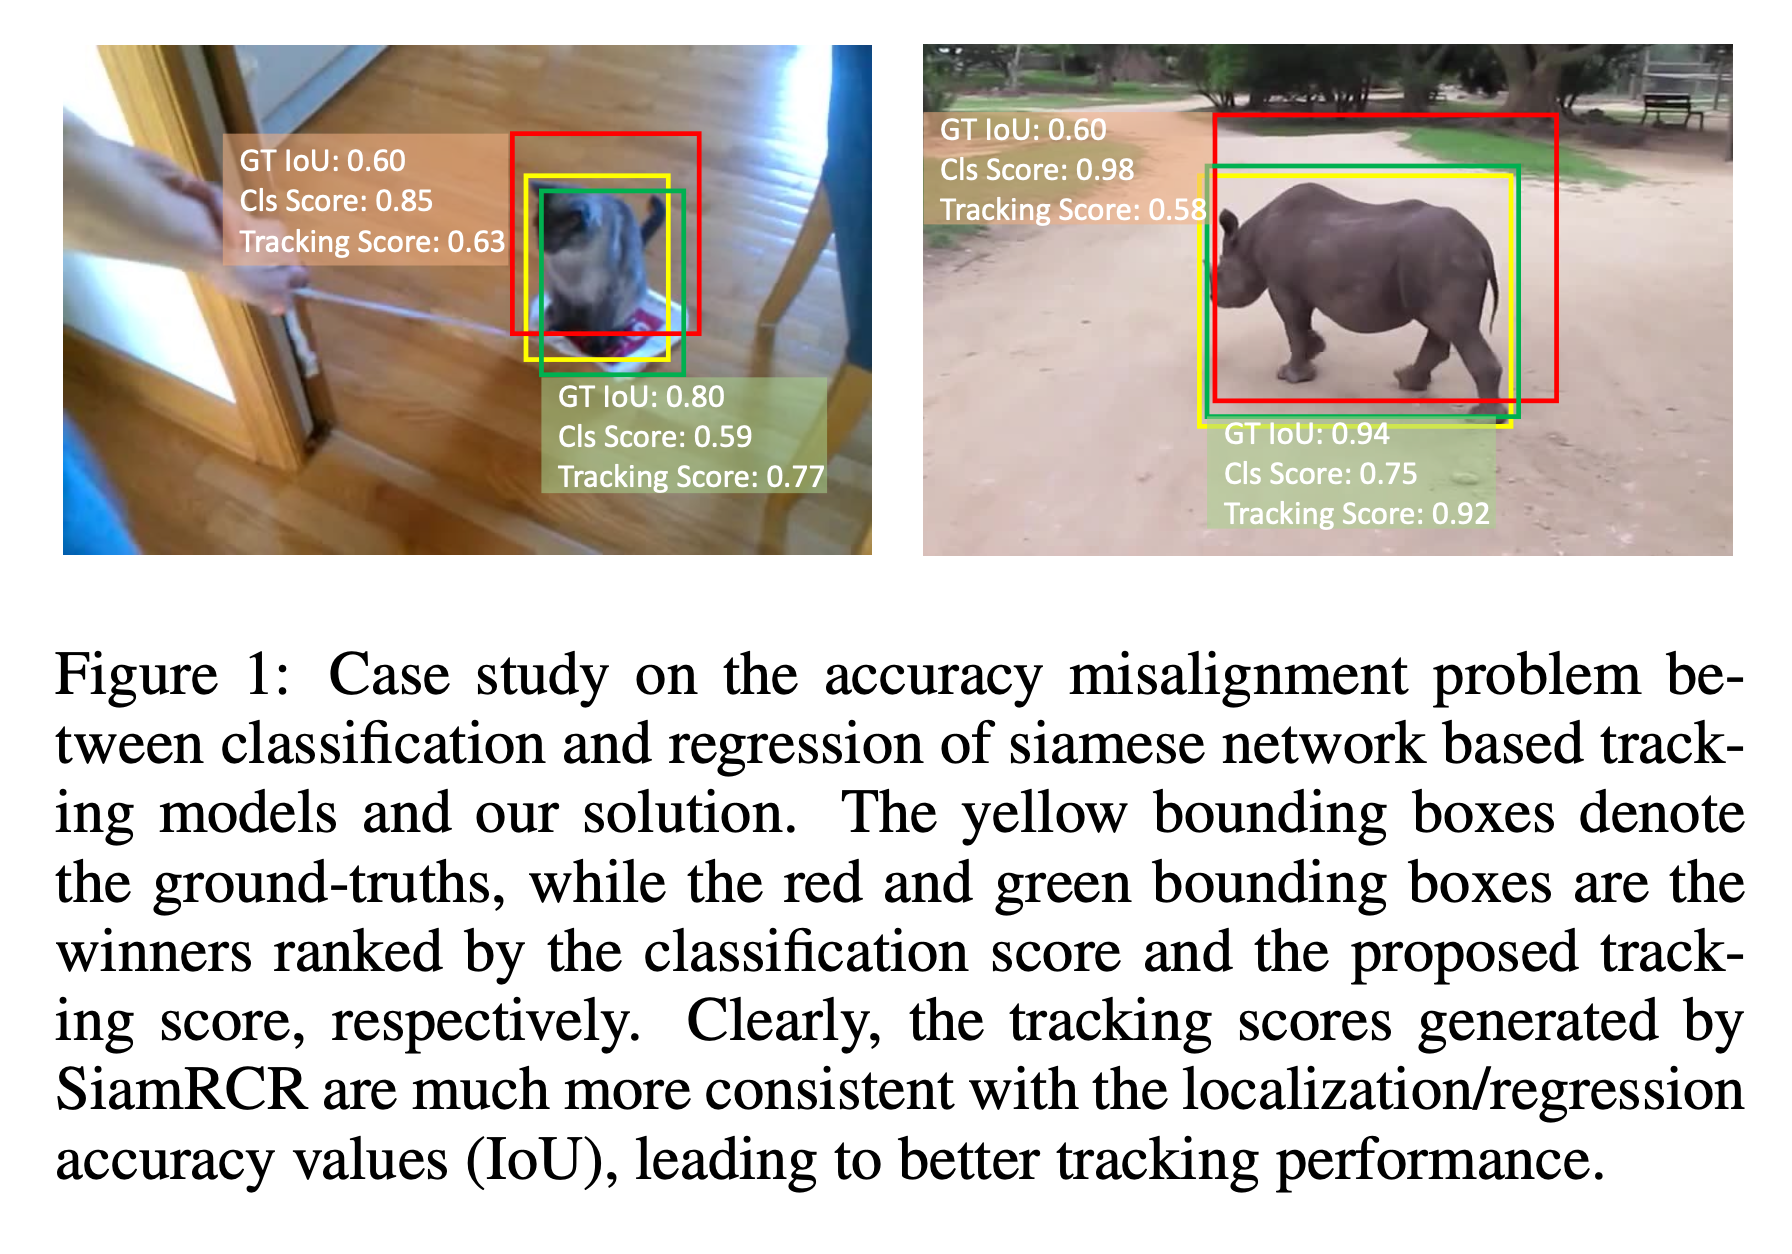 GT IoU: 0.60
Cls Score: 0.85
Tracking Score: 0.63
GT IoU: 0.80
Cls Score: 0.59
Tracking Score: 0.77
GT IoU: 0.60
Cls Score: 0.98
Tracking Score: 0.58
GT IoU: 0.94
Cls Score: 0.75
Tracking Score: 0.92
Figure 1: Case study on the accuracy misalignment problem be-
tween classification and regression of siamese network based track-
ing models and our solution. The yellow bounding boxes denote
the ground-truths, while the red and green bounding boxes are the
winners ranked by the classification score and the proposed track-
ing score, respectively. Clearly, the tracking scores generated by
SiamRCR are much more consistent with the localization/regression
accuracy values (IoU), leading to better tracking performance.